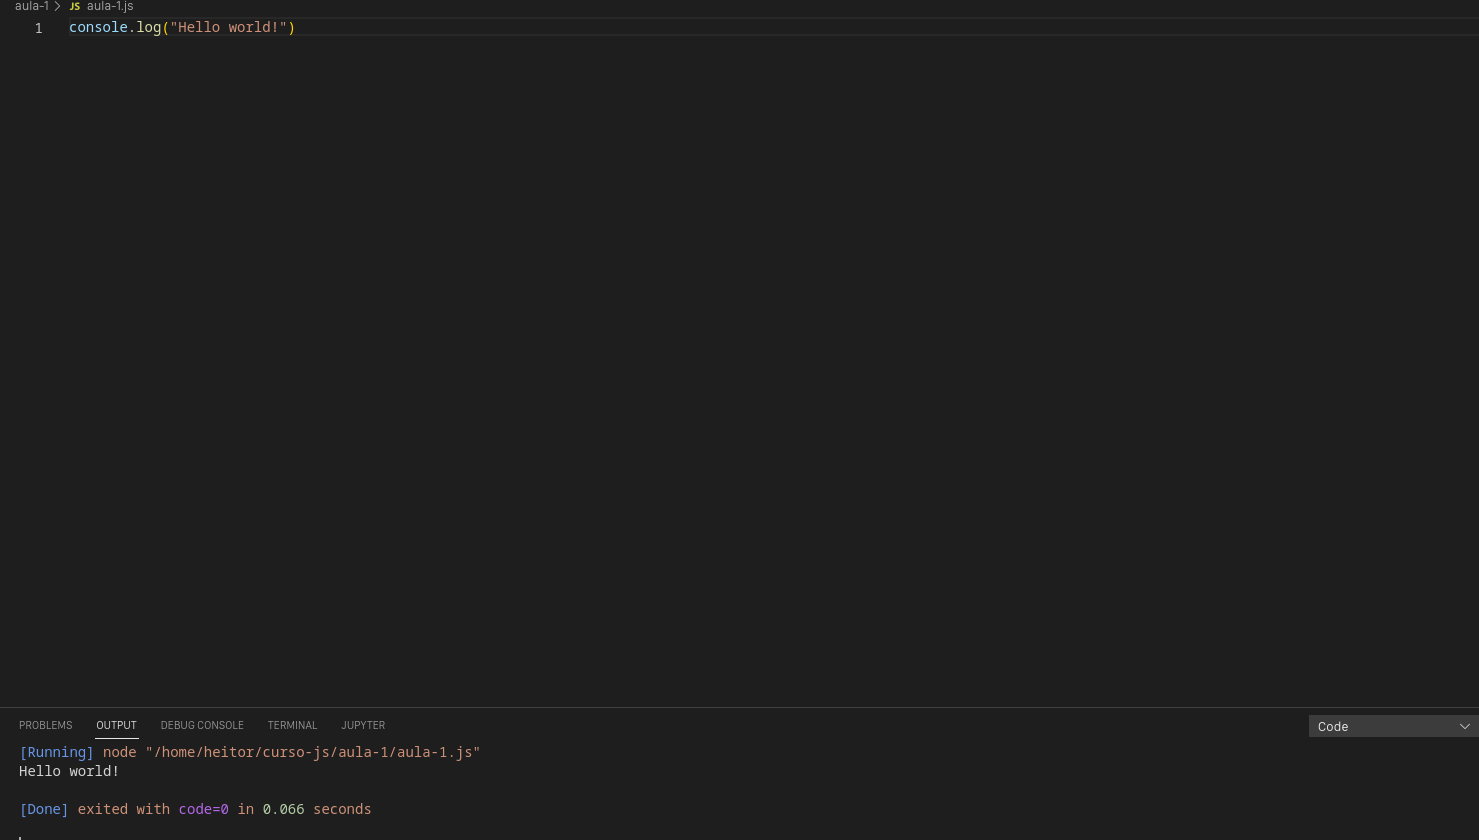 aula-1 > JS aula-1.js
1 console.log("Hello world!")
PROBLEMS OUTPUT DEBUG CONSOLE TERMINAL JUPYTER Code
[Running] node "/home/heitor/curso-js/aula-1/aula-1.js"
Hello world!
[Done] exited with code=0 in 0.066 seconds